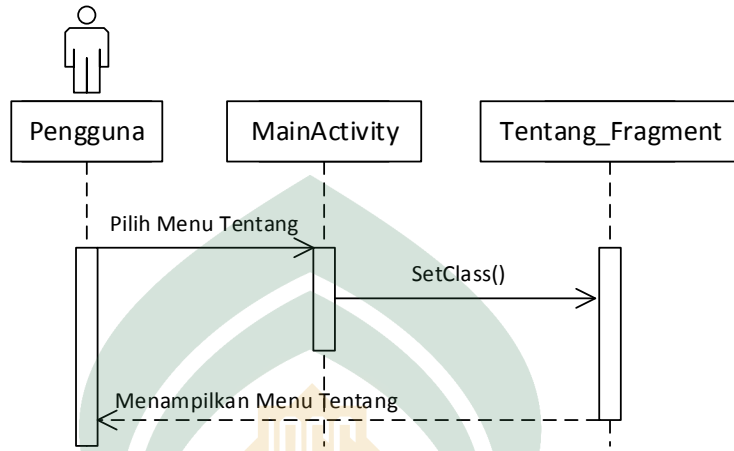 Pengguna
MainActivity
Tentang_Fragment
Pilih Menu Tentang
SetClass()
Menampilkan Menu Tentang